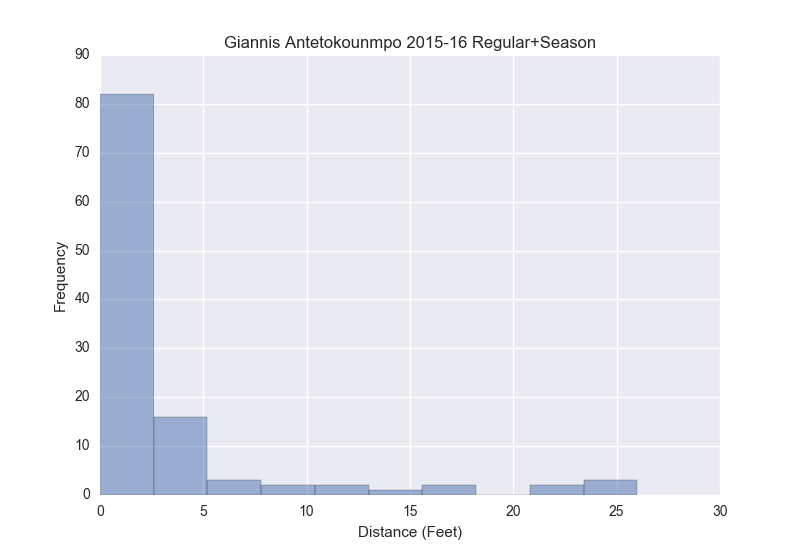 Giannis Antetokounmpo 2015-16 Regular+Season
90
80
70
60
50
40
30
20
10
0
Frequency
0 5 10 15 20 25 30
Distance (Feet)